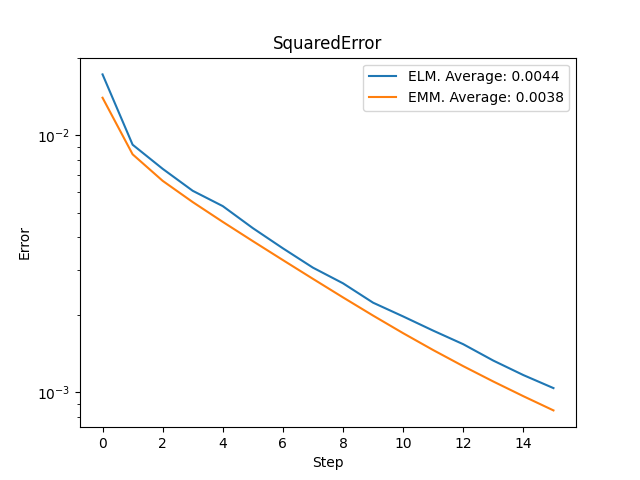 SquaredError
ELM. Average: 0.0044
EMM. Average: 0.0038
10⁻²
10⁻³
Error
0 2 4 6 8 10 12 14
Step